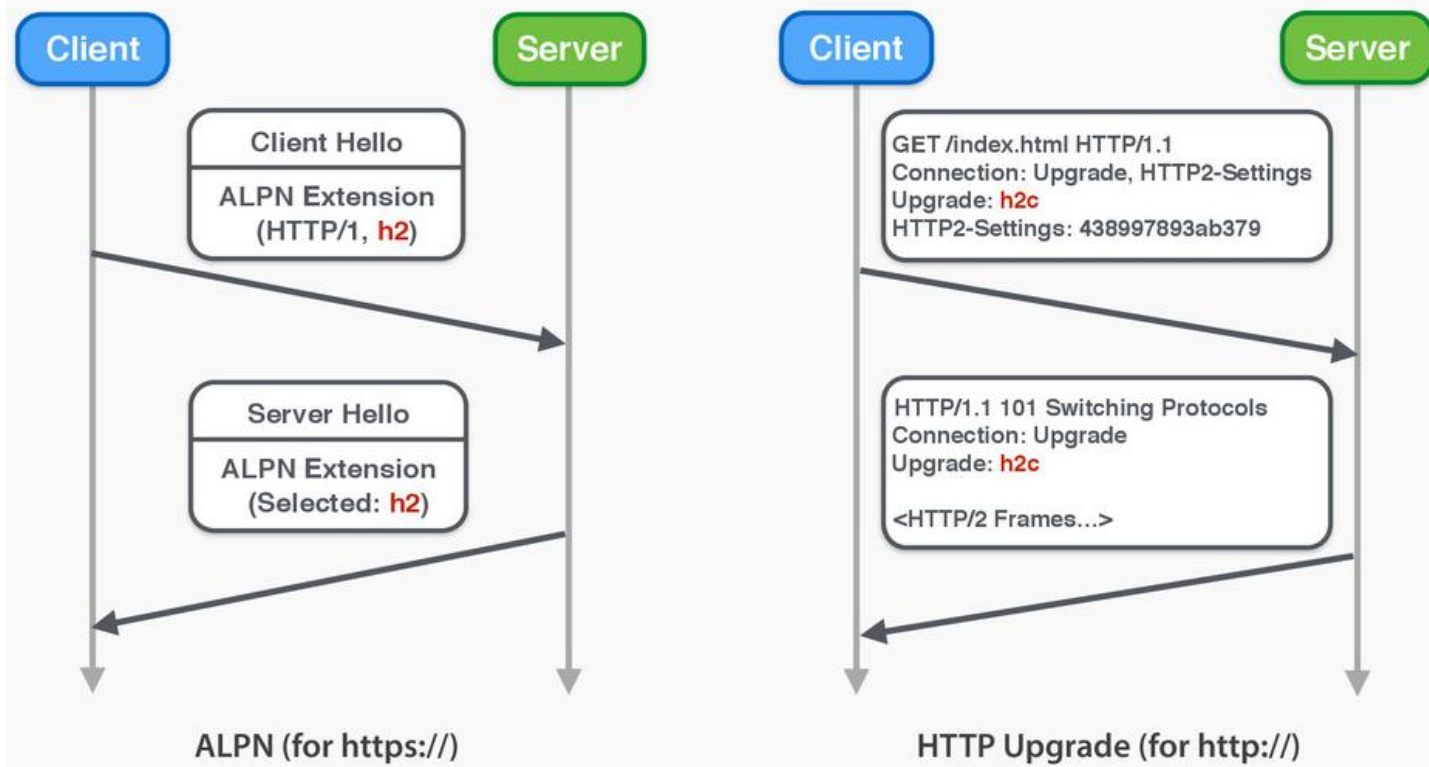 Client
Server
Client Hello
ALPN Extension
(HTTP/1, h2)
Server Hello
ALPN Extension
(Selected: h2)
ALPN (for https://)
Client
Server
GET /index.html HTTP/1.1
Connection: Upgrade, HTTP2-Settings
Upgrade: h2c
HTTP2-Settings: 438997893ab379
HTTP/1.1 101 Switching Protocols
Connection: Upgrade
Upgrade: h2c
<HTTP/2 Frames...>
HTTP Upgrade (for http://)